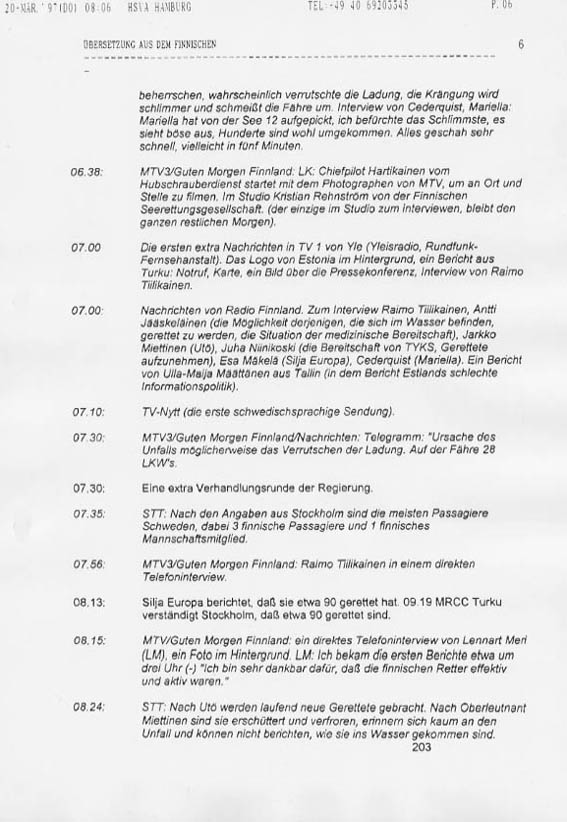 20-MÄR.'97(DO) 08:06 HSVA HAMBURG TEL:-49 40 69203345 P.06
ÜBERSETZUNG AUS DEM FINNISCHEN 6
beherrschen, wahrscheinlich verrutschte die Ladung, die Krängung wird
schlimmer und schmeißt die Fähre um. Interview von Cederquist, Mariella:
Mariella hat von der See 12 aufgepickt, ich befürchte das Schlimmste, es
sieht böse aus, Hunderte sind wohl umgekommen. Alles geschah sehr
schnell, vielleicht in fünf Minuten.
06.38: MTV3/Guten Morgen Finnland: LK: Chiefpilot Hartikainen vom
Hubschrauberdienst startet mit dem Photographen von MTV, um an Ort und
Stelle zu filmen. Im Studio Kristian Rehnström von der Finnischen
Seerettungsgesellschaft. (der einzige im Studio zum Interviewen, bleibt den
ganzen restlichen Morgen).
07.00 Die ersten extra Nachrichten in TV 1 von Yle (Yleisradio, Rundfunk-
Fernsehanstalt). Das Logo von Estonia im Hintergrund, ein Bericht aus
Turku: Notruf, Karte, ein Bild über die Pressekonferenz, Interview von Raimo
Tiilikainen.
07.00: Nachrichten von Radio Finnland. Zum Interview Raimo Tiilikainen, Antti
Jääskeläinen (die Möglichkeit derjenigen, die sich im Wasser befinden,
gerettet zu werden, die Situation der medizinische Bereitschaft), Jarkko
Miettinen (Utö), Juha Niinikoski (die Bereitschaft von TYKS, Gerettete
aufzunehmen), Esa Mäkelä (Silja Europa), Cederquist (Mariella). Ein Bericht
von Ulla-Maija Määttänen aus Tallin (in dem Bericht Estlands schlechte
Informationspolitik).
07.10: TV-Nytt (die erste schwedischsprachige Sendung).
07.30: MTV3/Guten Morgen Finnland/Nachrichten: Telegramm: "Ursache des
Unfalls möglicherweise das Verrutschen der Ladung. Auf der Fähre 28
LKW's.
07.30: Eine extra Verhandlungsrunde der Regierung.
07.35: STT: Nach den Angaben aus Stockholm sind die meisten Passagiere
Schweden, dabei 3 finnische Passagiere und 1 finnisches
Mannschaftsmitglied.
07.56: MTV3/Guten Morgen Finnland: Raimo Tiilikainen in einem direkten
Telefoninterview.
08.13: Silja Europa berichtet, daß sie etwa 90 gerettet hat. 09.19 MRCC Turku
verständigt Stockholm, daß etwa 90 gerettet sind.
08.15: MTV/Guten Morgen Finnland: ein direktes Telefoninterview von Lennart Meri
(LM), ein Foto im Hintergrund. LM: Ich bekam die ersten Berichte etwa um
drei Uhr (-) "Ich bin sehr dankbar dafür, daß die finnischen Retter effektiv
und aktiv waren."
08.24: STT: Nach Utö werden laufend neue Gerettete gebracht. Nach Oberleutnant
Miettinen sind sie erschüttert und verfroren, erinnern sich kaum an den
Unfall und können nicht berichten, wie sie ins Wasser gekommen sind.
203